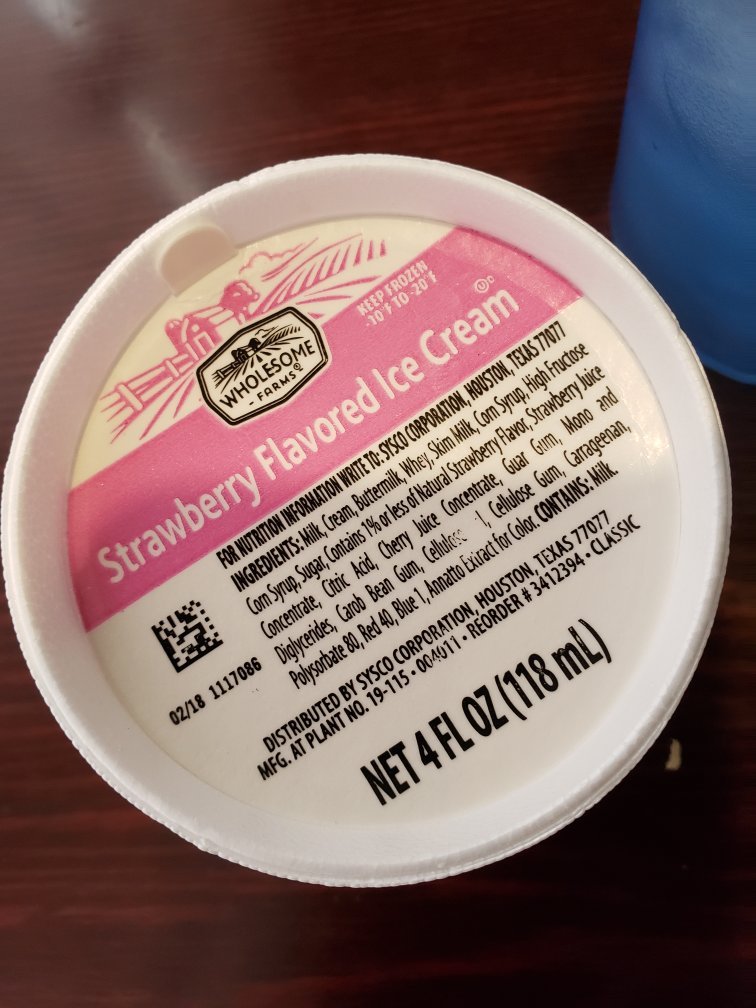 KEEP FROZEN
-10°F TO -20°F
WHOLESOME
- FARMS®
Strawberry Flavored Ice Cream
FOR NUTRITION INFORMATION WRITE TO: SYSCO CORPORATION, HOUSTON, TEXAS 77077
INGREDIENTS: Milk, Cream, Buttermilk, Whey, Skim Milk, Corn Syrup, High Fructose
Corn Syrup, Sugar, Contains 1% or less of Natural Strawberry Flavor, Strawberry Juice
Concentrate, Citric Acid, Cherry Juice Concentrate, Guar Gum, Mono and
Diglycerides, Carob Bean Gum, Cellulose Cellulose Gum, Carrageenan,
Polysorbate 80, Red 40, Blue 1, Annatto Extract for Color. CONTAINS: Milk.
DISTRIBUTED BY SYSCO CORPORATION, HOUSTON, TEXAS 77077
MFG. AT PLANT NO. 19-115 • 004911 • REORDER # 3412394 • CLASSIC
02/18 1117086
NET 4 FL OZ (118 mL)